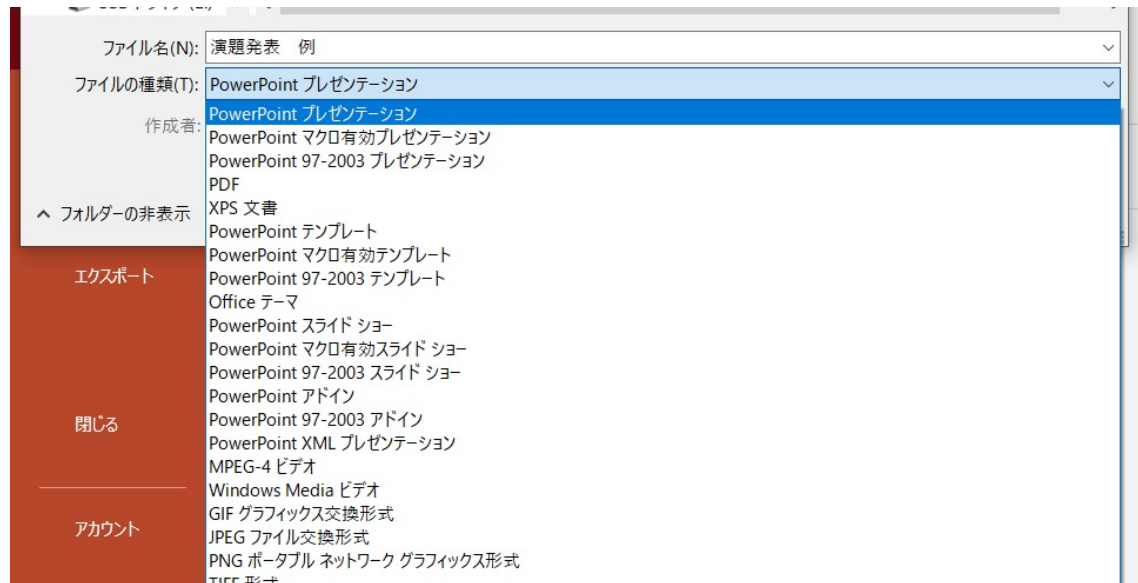 ファイル名(N): 演題発表　例
ファイルの種類(T): PowerPoint プレゼンテーション
PowerPoint プレゼンテーション
作成者:
PowerPoint マクロ有効プレゼンテーション
PowerPoint 97-2003 プレゼンテーション
PDF
XPS 文書
フォルダーの非表示
PowerPoint テンプレート
PowerPoint マクロ有効テンプレート
PowerPoint 97-2003 テンプレート
エクスポート
Office テーマ
PowerPoint スライド ショー
PowerPoint マクロ有効スライド ショー
PowerPoint 97-2003 スライド ショー
PowerPoint アドイン
PowerPoint 97-2003 アドイン
閉じる
PowerPoint XML プレゼンテーション
MPEG-4 ビデオ
Windows Media ビデオ
GIF グラフィックス交換形式
アカウント
JPEG ファイル交換形式
PNG ポータブル ネットワーク グラフィックス形式